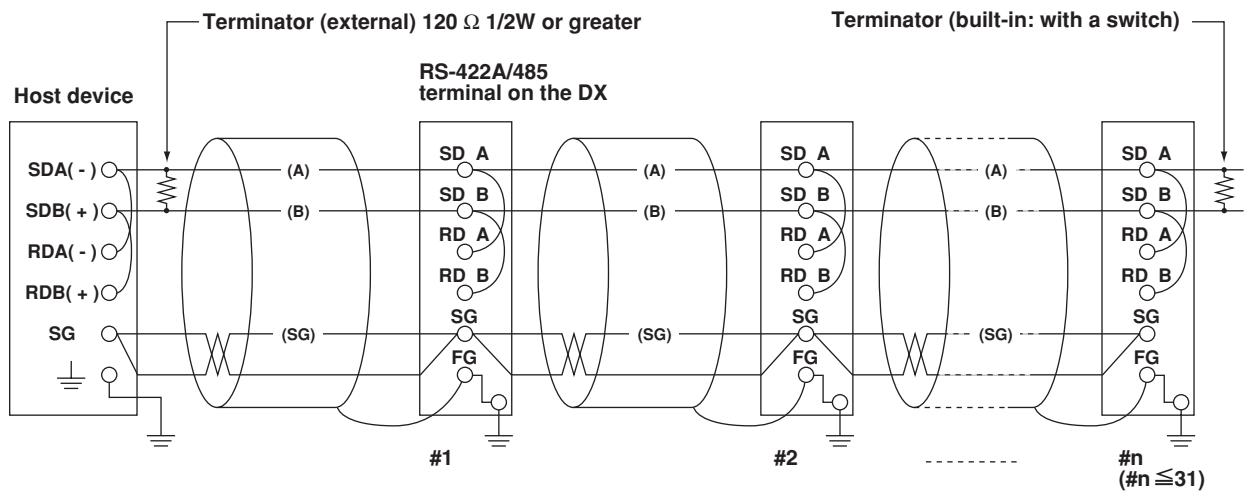 Terminator (external) 120 Ω 1/2W or greater
Terminator (built-in: with a switch)
RS-422A/485
terminal on the DX
Host device
SDA( - )
SDB( + )
RDA( - )
RDB( + )
SG
(A)
(B)
(SG)
SD A
SD B
RD A
RD B
SG
FG
#1
(A)
(B)
(SG)
SD A
SD B
RD A
RD B
SG
FG
#2
(A)
(B)
(SG)
SD A
SD B
RD A
RD B
SG
FG
#n
(#n ≦31)